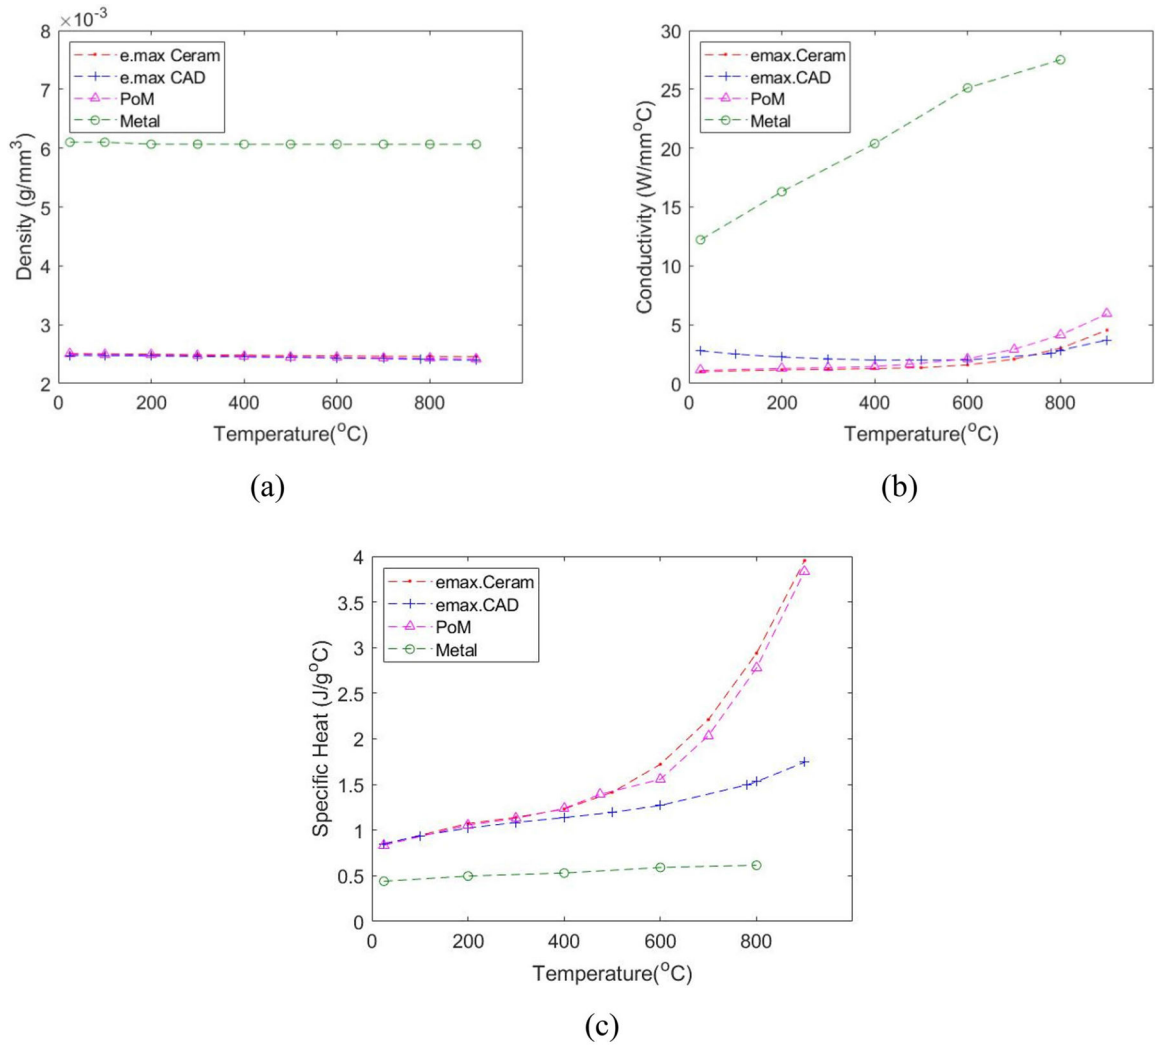 ×10⁻³
8
7
6
5
4
3
2
Density (g/mm³)
e.max Ceram
e.max CAD
PoM
Metal
0 200 400 600 800
Temperature(°C)
(a)
30
25
20
15
10
5
0
Conductivity (W/mm°C)
emax.Ceram
emax.CAD
PoM
Metal
0 200 400 600 800
Temperature(°C)
(b)
4
3.5
3
2.5
2
1.5
1
0.5
0
Specific Heat (J/g°C)
emax.Ceram
emax.CAD
PoM
Metal
0 200 400 600 800
Temperature(°C)
(c)